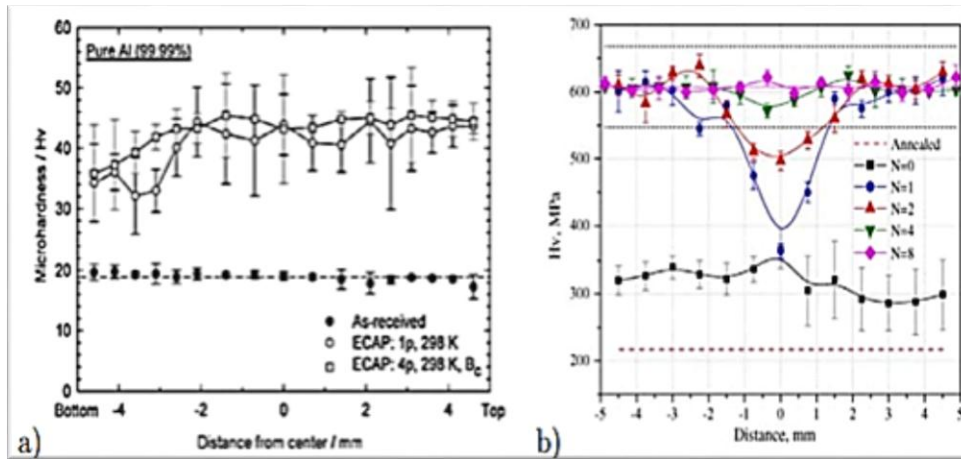 Pure Al (99.99%)
Microhardness / Hv
60
50
40
30
20
10
0
As-received
ECAP: 1p, 298 K
ECAP: 4p, 298 K, Bc
Bottom -4 -2 0 2 4 Top
Distance from center / mm
a)
Hv, MPa
700
600
500
400
300
200
Annealed
N=0
N=1
N=2
N=4
N=8
-5 -4 -3 -2 -1 0 1 2 3 4 5
Distance, mm
b)